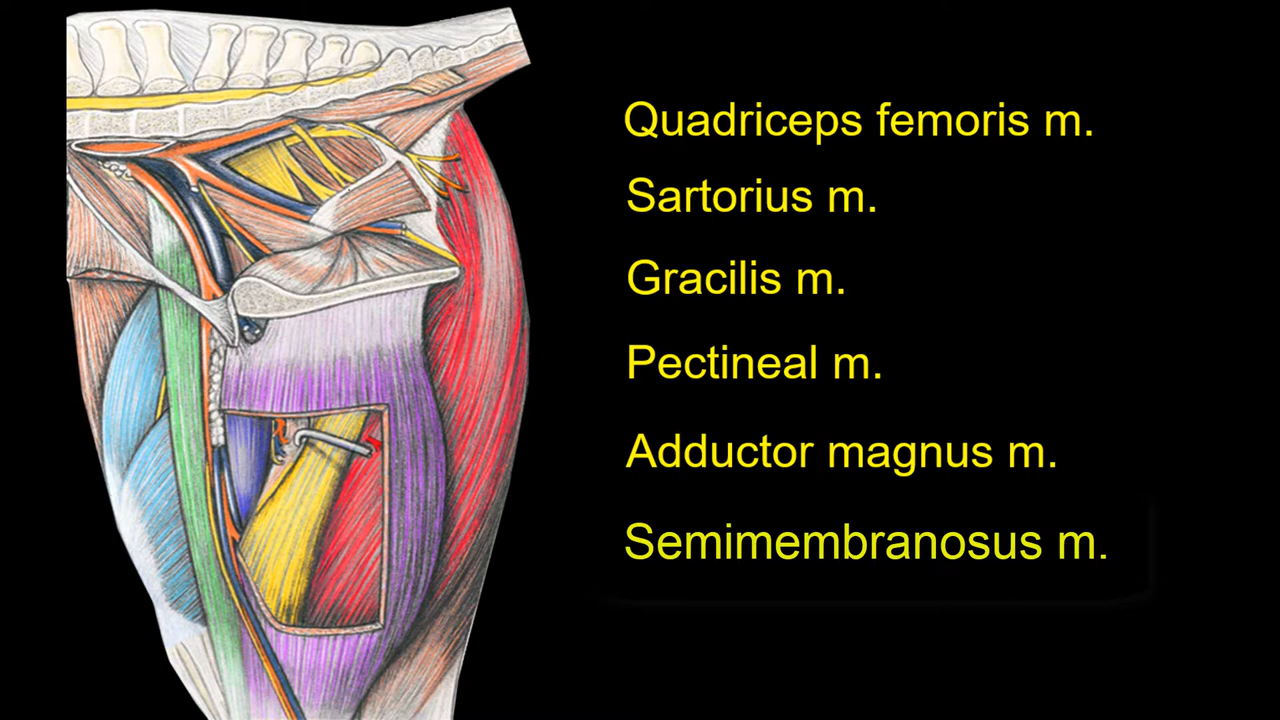 Quadriceps femoris m.
Sartorius m.
Gracilis m.
Pectineal m.
Adductor magnus m.
Semimembranosus m.